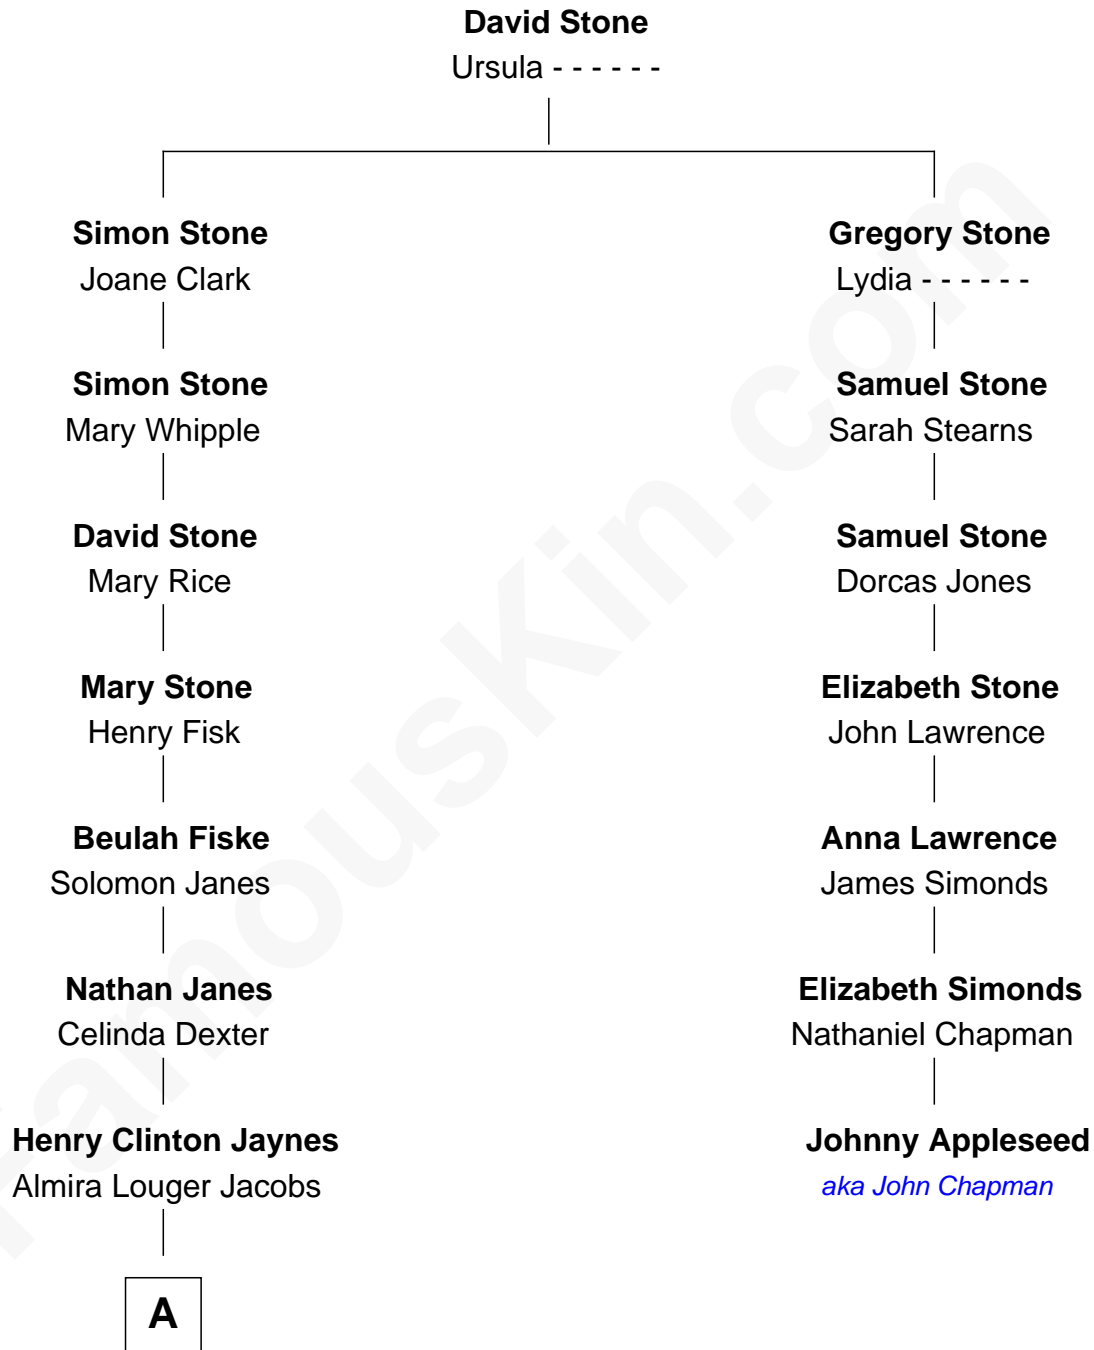 David Stone
Ursula - - - - - -
Simon Stone
Joane Clark
Gregory Stone
Lydia - - - - - -
Simon Stone
Mary Whipple
Samuel Stone
Sarah Stearns
David Stone
Mary Rice
Samuel Stone
Dorcas Jones
Mary Stone
Henry Fisk
Elizabeth Stone
John Lawrence
Beulah Fiske
Solomon Janes
Anna Lawrence
James Simonds
Nathan Janes
Celinda Dexter
Elizabeth Simonds
Nathaniel Chapman
Henry Clinton Jaynes
Almira Louger Jacobs
Johnny Appleseed
aka John Chapman
A
FamousKin.com